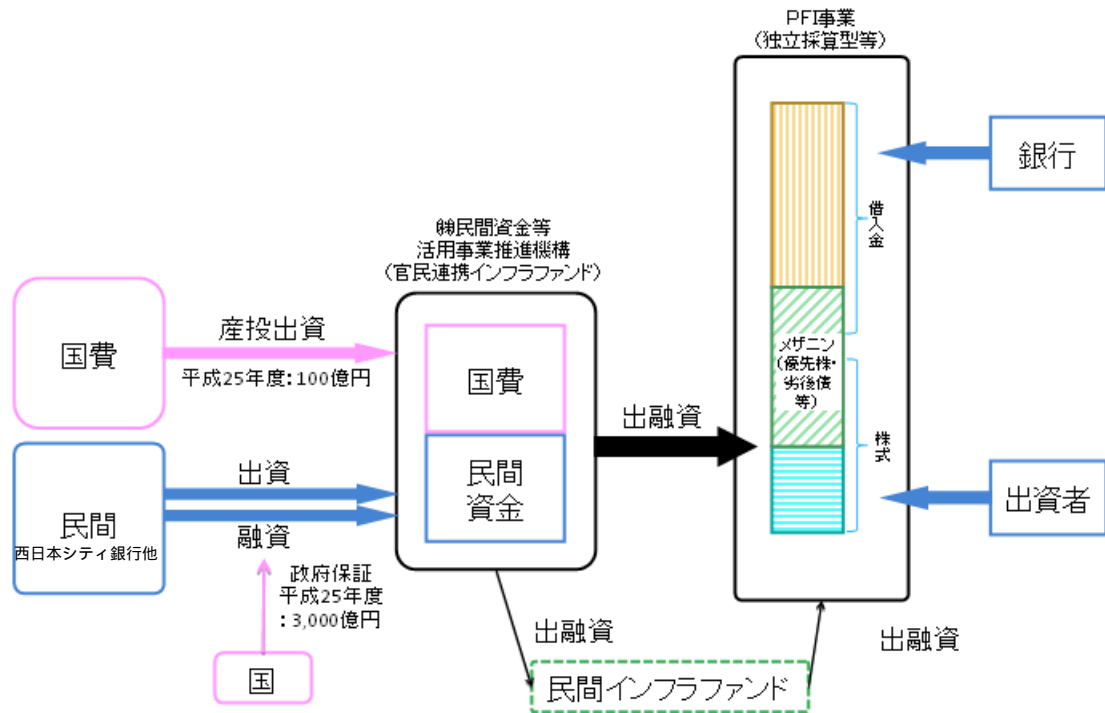 PFI事業
(独立採算型等)
銀行
借入金
㈱民間資金等
活用事業推進機構
(官民連携インフラファンド)
国費
産投出資
平成25年度:100億円
国費
メザニン
(優先株・
劣後債
等)
出融資
株式
民間
西日本シティ銀行他
出資
融資
民間
資金
出資者
政府保証
平成25年度
:3,000億円
国
出融資
出融資
民間インフラファンド